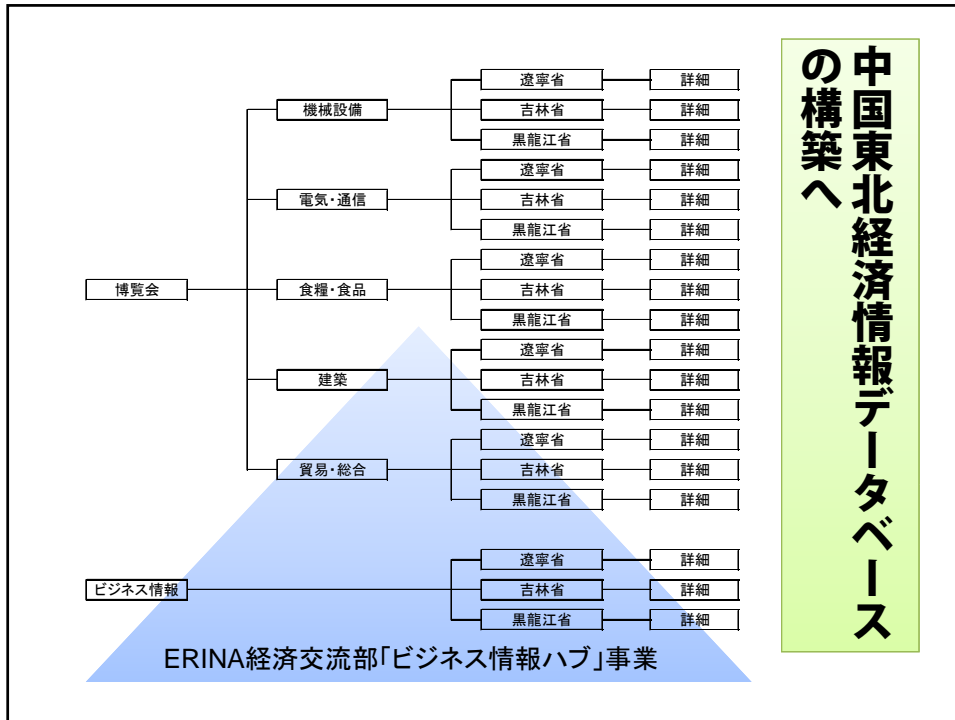 中国東北経済情報データベース
の構築へ
博覧会
機械設備
遼寧省
詳細
吉林省
詳細
黒龍江省
詳細
電気・通信
遼寧省
詳細
吉林省
詳細
黒龍江省
詳細
食糧・食品
遼寧省
詳細
吉林省
詳細
黒龍江省
詳細
建築
遼寧省
詳細
吉林省
詳細
黒龍江省
詳細
貿易・総合
遼寧省
詳細
吉林省
詳細
黒龍江省
詳細
ビジネス情報
遼寧省
詳細
吉林省
詳細
黒龍江省
詳細
ERINA経済交流部「ビジネス情報ハブ」事業